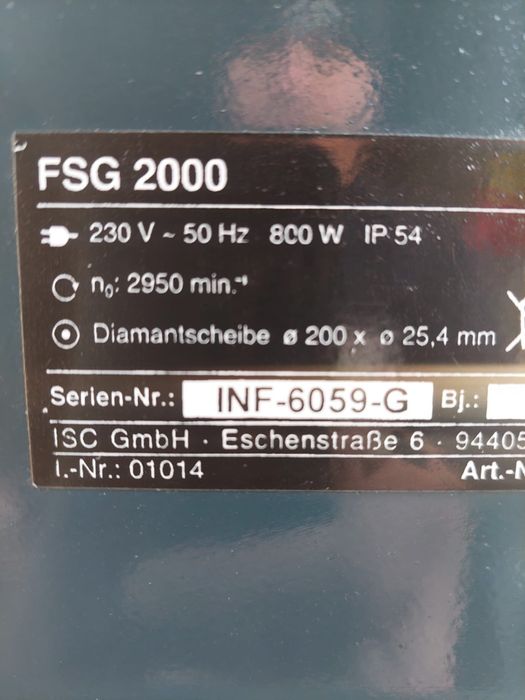 FSG 2000
230 V ~ 50 Hz 800 W IP 54
n₀: 2950 min.⁻¹
Diamantscheibe ø 200 x ø 25,4 mm
Serien-Nr.: INF-6059-G Bj.:
ISC GmbH · Eschenstraße 6 · 94405
I.-Nr.: 01014 Art.-N